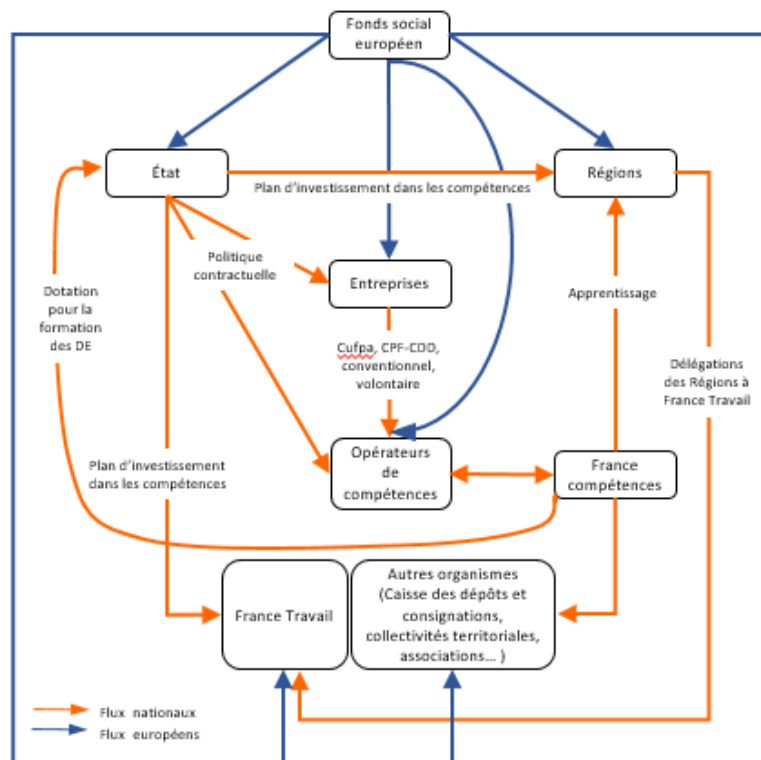 Fonds social
européen
État
Régions
Plan d'investissement dans les compétences
Politique
contractuelle
Entreprises
Dotation
pour la
formation
des DE
Apprentissage
Cufpa, CPF-CDD,
conventionnel,
volontaire
Délégations
des Régions à
France Travail
Opérateurs
de
compétences
France
compétences
Plan d'investissement
dans les compétences
France Travail
Autres organismes
(Caisse des dépôts et
consignations,
collectivités territoriales,
associations... )
Flux nationaux
Flux européens